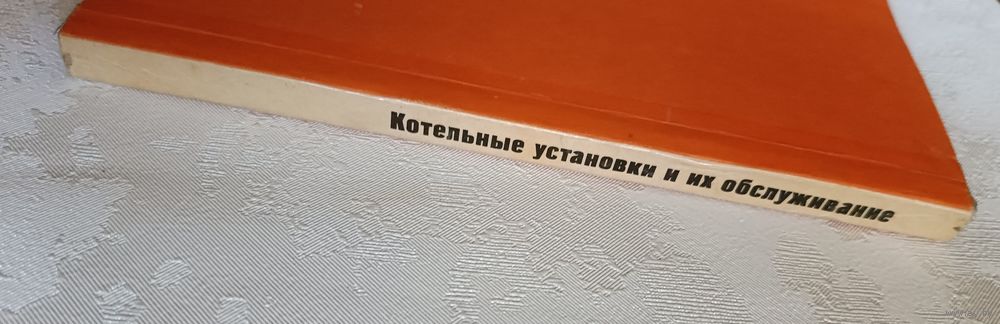 Котельные установки и их обслуживание